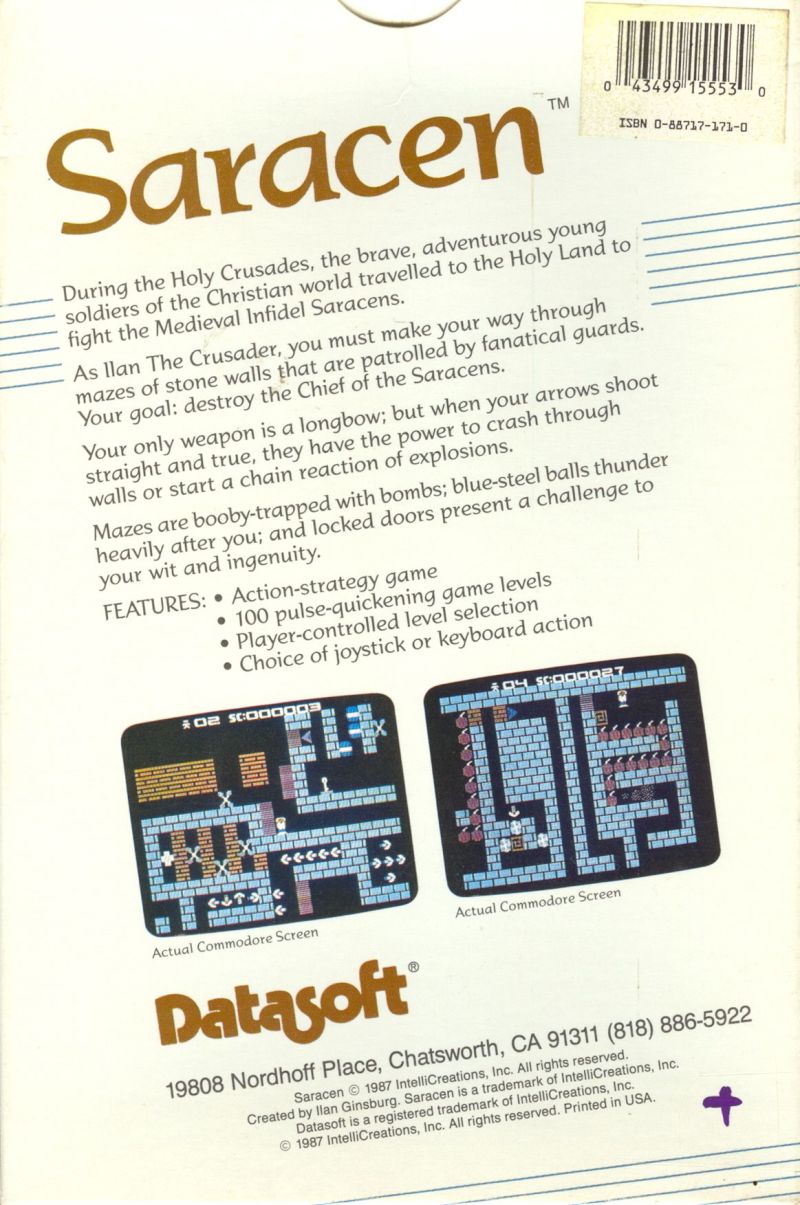 0 43499 15553 0
ISBN 0-88717-171-0
Saracen™
During the Holy Crusades, the brave, adventurous young
soldiers of the Christian world travelled to the Holy Land to
fight the Medieval Infidel Saracens.
As Ilan The Crusader, you must make your way through
mazes of stone walls that are patrolled by fanatical guards.
Your goal: destroy the Chief of the Saracens.
Your only weapon is a longbow; but when your arrows shoot
straight and true, they have the power to crash through
walls or start a chain reaction of explosions.
Mazes are booby-trapped with bombs; blue-steel balls thunder
heavily after you; and locked doors present a challenge to
your wit and ingenuity.
FEATURES: • Action-strategy game
• 100 pulse-quickening game levels
• Player-controlled level selection
• Choice of joystick or keyboard action
02 SC:000003
04 SC:000027
Actual Commodore Screen
Actual Commodore Screen
Datasoft®
19808 Nordhoff Place, Chatsworth, CA 91311 (818) 886-5922
Saracen © 1987 IntelliCreations, Inc. All rights reserved.
Created by Ilan Ginsburg. Saracen is a trademark of IntelliCreations, Inc.
Datasoft is a registered trademark of IntelliCreations, Inc.
© 1987 IntelliCreations, Inc. All rights reserved. Printed in USA.